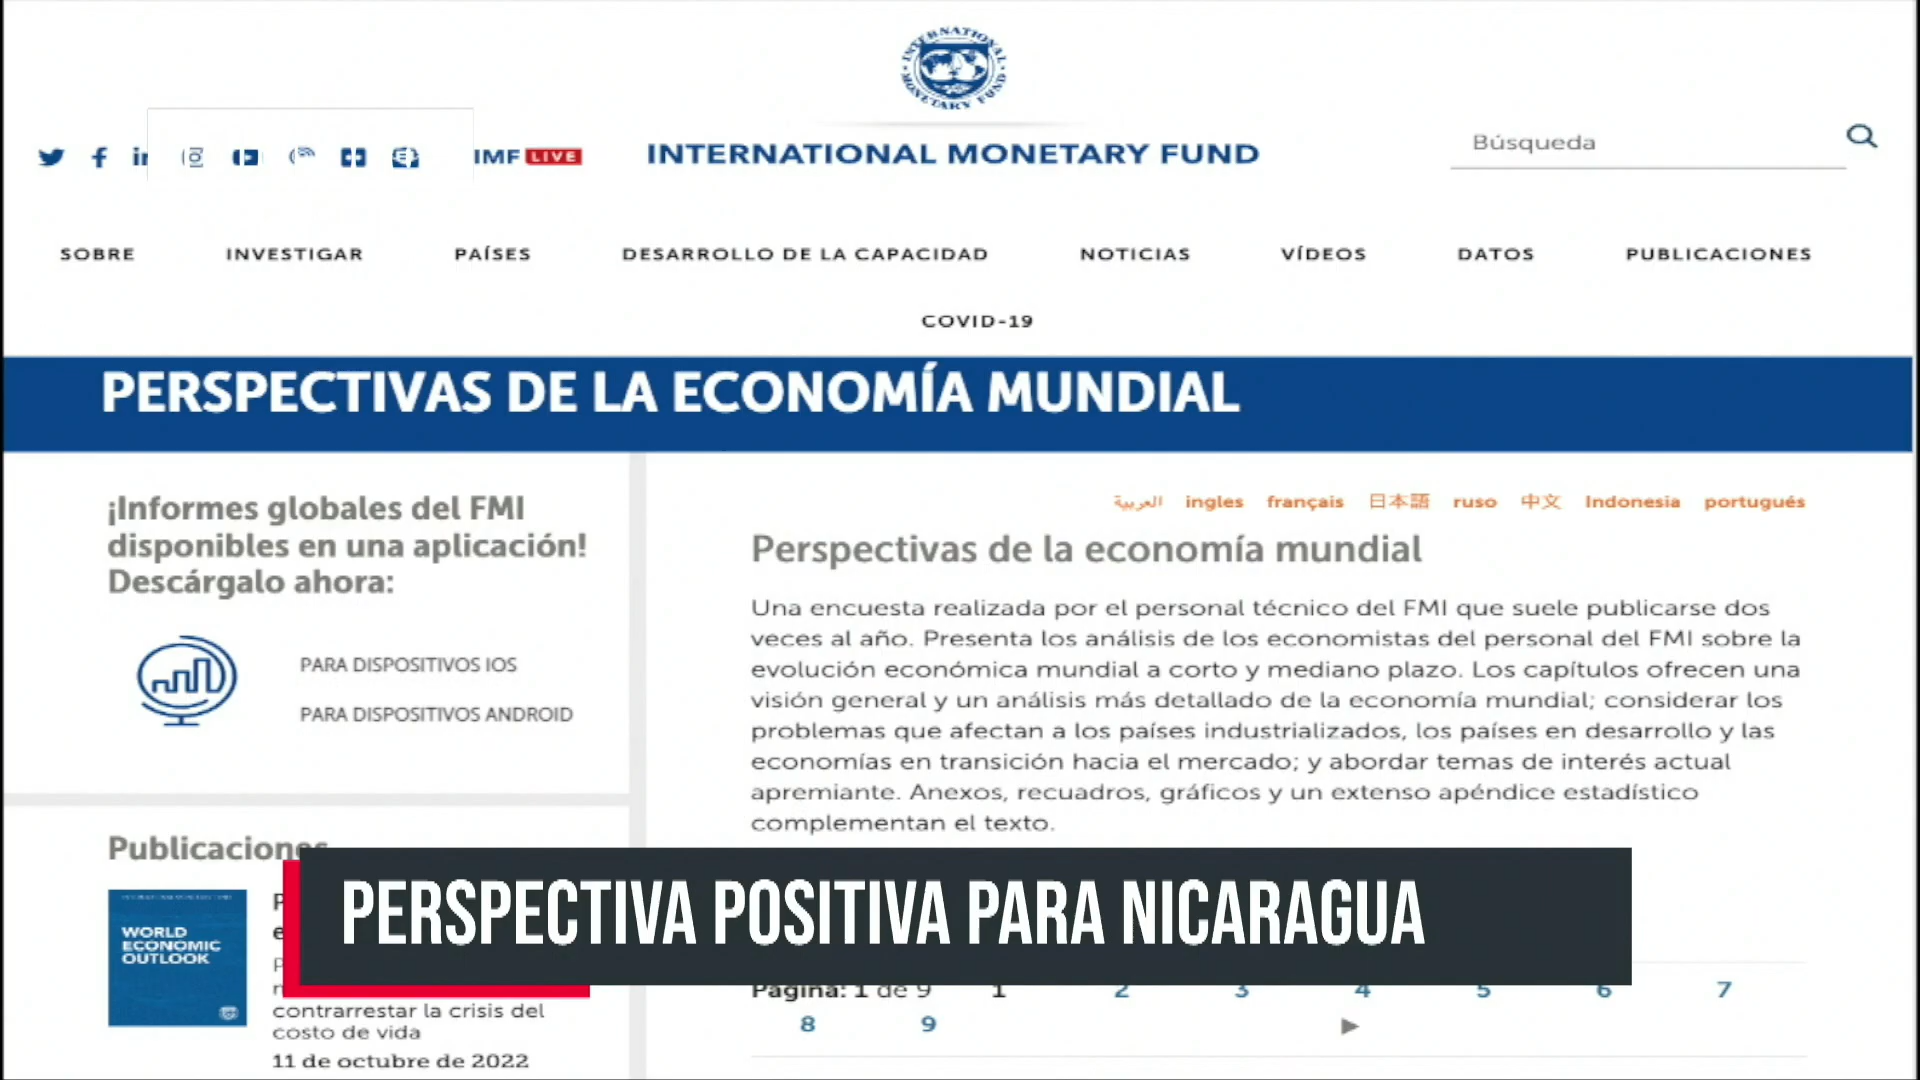 INTERNATIONAL MONETARY FUND
IMF LIVE
INTERNATIONAL MONETARY FUND
Búsqueda
SOBRE INVESTIGAR PAÍSES DESARROLLO DE LA CAPACIDAD NOTICIAS VÍDEOS DATOS PUBLICACIONES
COVID-19
PERSPECTIVAS DE LA ECONOMÍA MUNDIAL
¡Informes globales del FMI
disponibles en una aplicación!
Descárgalo ahora:
PARA DISPOSITIVOS IOS
PARA DISPOSITIVOS ANDROID
Publicaciones
WORLD
ECONOMIC
OUTLOOK
contrarrestar la crisis del
costo de vida
11 de octubre de 2022
العربية ingles français 日本語 ruso 中文 Indonesia portugués
Perspectivas de la economía mundial
Una encuesta realizada por el personal técnico del FMI que suele publicarse dos
veces al año. Presenta los análisis de los economistas del personal del FMI sobre la
evolución económica mundial a corto y mediano plazo. Los capítulos ofrecen una
visión general y un análisis más detallado de la economía mundial; considerar los
problemas que afectan a los países industrializados, los países en desarrollo y las
economías en transición hacia el mercado; y abordar temas de interés actual
apremiante. Anexos, recuadros, gráficos y un extenso apéndice estadístico
complementan el texto.
PERSPECTIVA POSITIVA PARA NICARAGUA
Página: 1 de 9 1 2 3 4 5 6 7
8 9